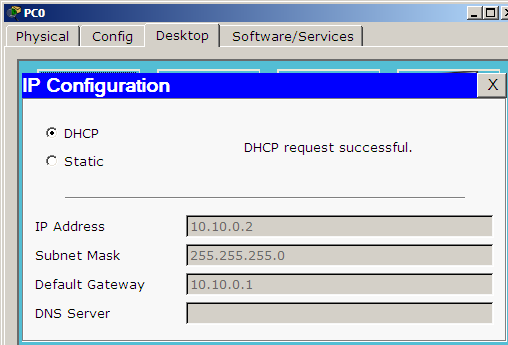 PC0
Physical Config Desktop Software/Services
IP Configuration X
DHCP
DHCP request successful.
Static
IP Address 10.10.0.2
Subnet Mask 255.255.255.0
Default Gateway 10.10.0.1
DNS Server